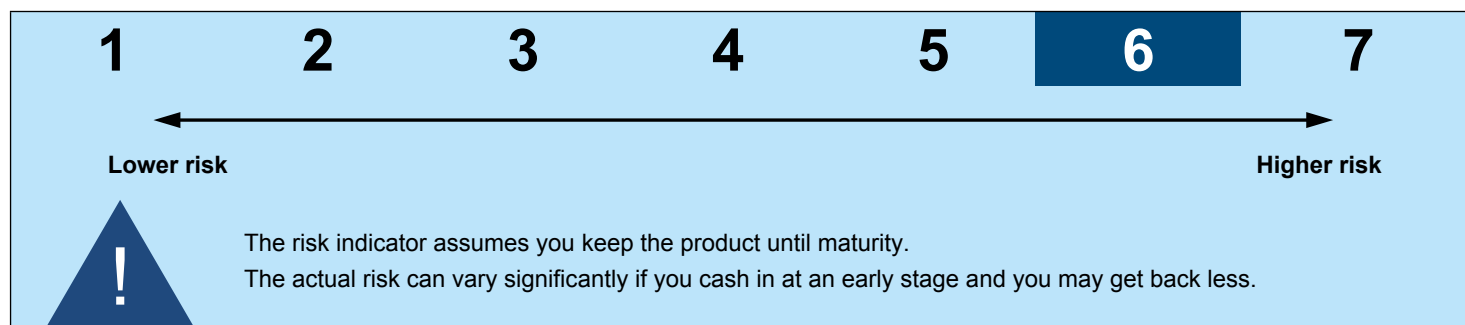 1 2 3 4 5 6 7
Lower risk Higher risk
!
The risk indicator assumes you keep the product until maturity.
The actual risk can vary significantly if you cash in at an early stage and you may get back less.